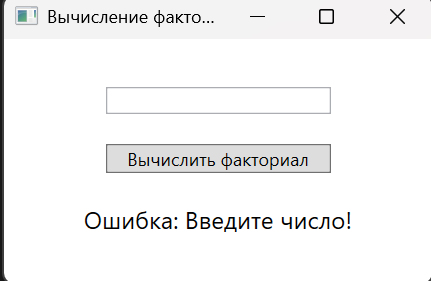 Вычисление факто...
Вычислить факториал
Ошибка: Введите число!